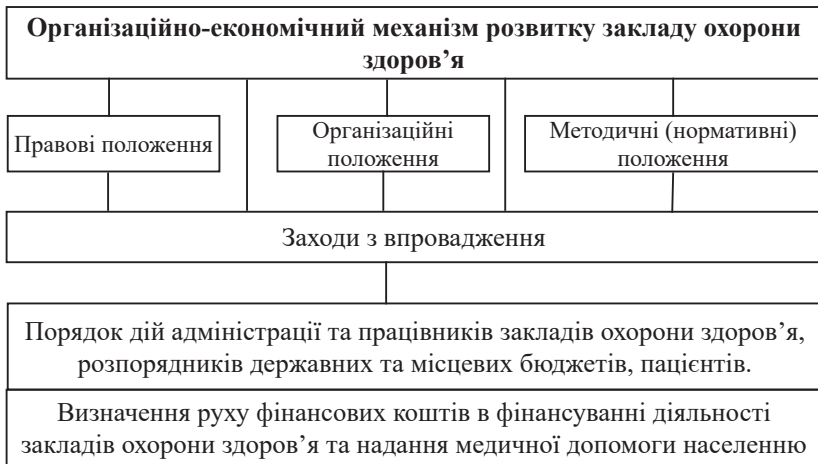 Організаційно-економічний механізм розвитку закладу охорони
здоров’я
Правові положення
Організаційні
положення
Методичні (нормативні)
положення
Заходи з впровадження
Порядок дій адміністрації та працівників закладів охорони здоров’я,
розпорядників державних та місцевих бюджетів, пацієнтів.
Визначення руху фінансових коштів в фінансуванні діяльності
закладів охорони здоров’я та надання медичної допомоги населенню